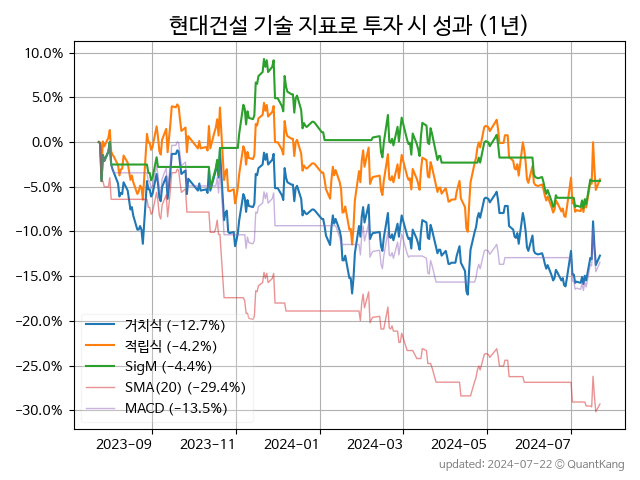 현대건설 기술 지표로 투자 시 성과 (1년)
10.0%
5.0%
0.0%
−5.0%
−10.0%
−15.0%
−20.0%
−25.0%
−30.0%
거치식 (−12.7%)
적립식 (−4.2%)
SigM (−4.4%)
SMA(20) (−29.4%)
MACD (−13.5%)
2023−09 2023−11 2024−01 2024−03 2024−05 2024−07
updated: 2024-07-22 © QuantKang